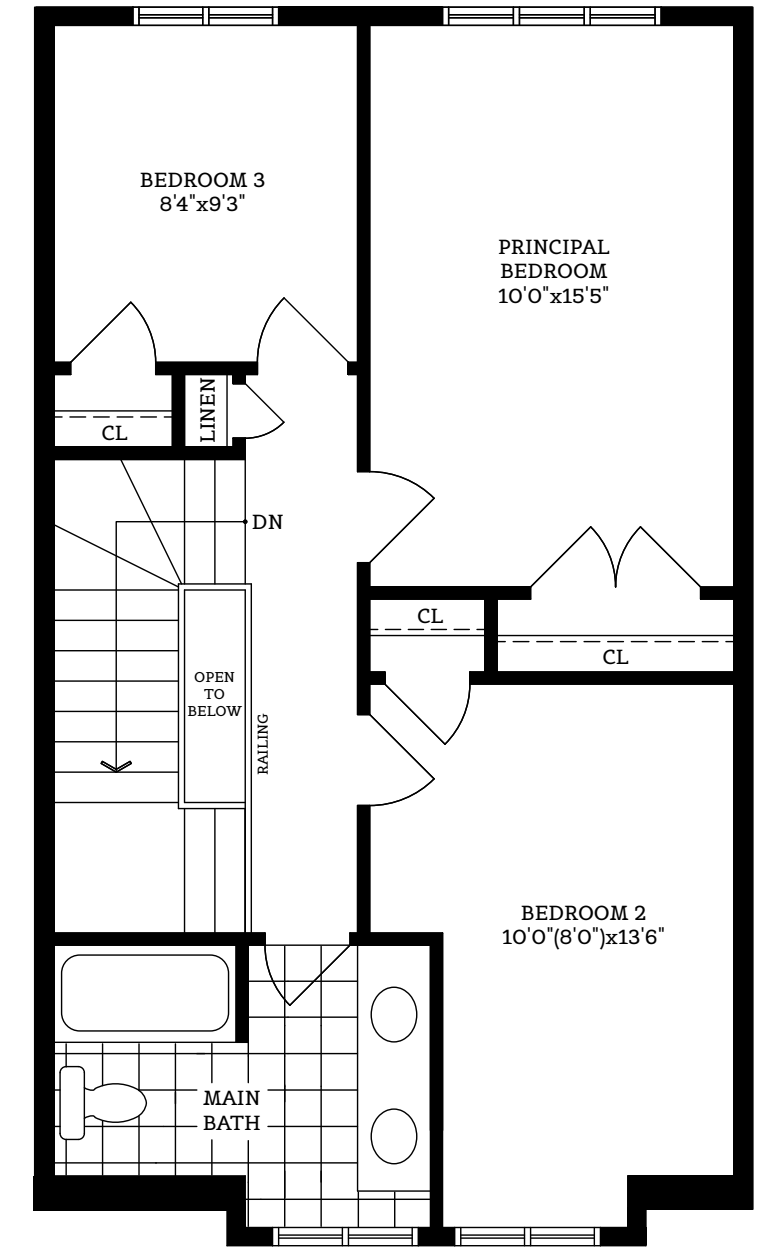 BEDROOM 3
8'4"x9'3"
PRINCIPAL
BEDROOM
10'0"x15'5"
LINEN
CL
DN
CL
CL
OPEN
TO
BELOW
RAILING
BEDROOM 2
10'0"(8'0")x13'6"
MAIN
BATH